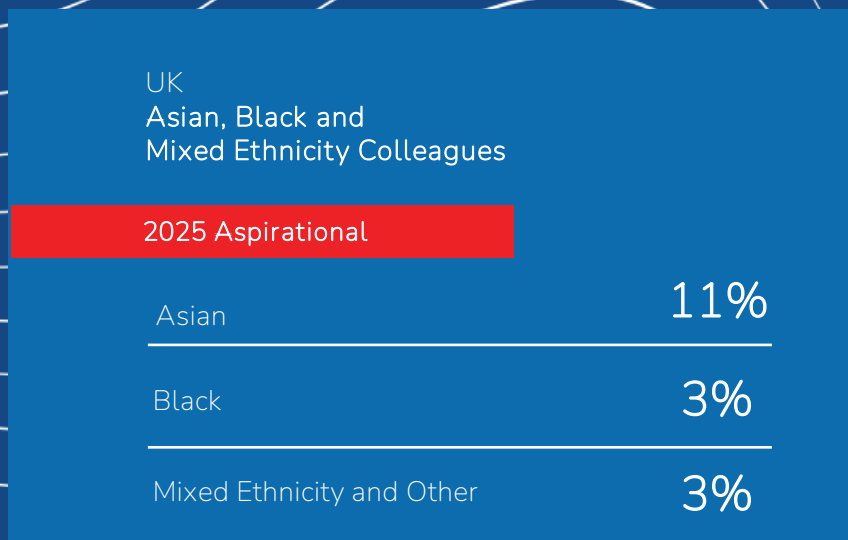 UK
Asian, Black and
Mixed Ethnicity Colleagues
2025 Aspirational
Asian 11%
Black 3%
Mixed Ethnicity and Other 3%